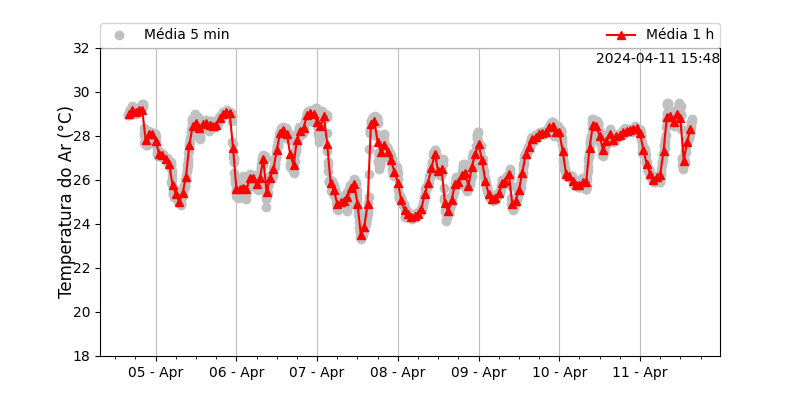 Média 5 min
Média 1 h
2024-04-11 15:48
Temperatura do Ar (°C)
32
30
28
26
24
22
20
18
05 - Apr
06 - Apr
07 - Apr
08 - Apr
09 - Apr
10 - Apr
11 - Apr